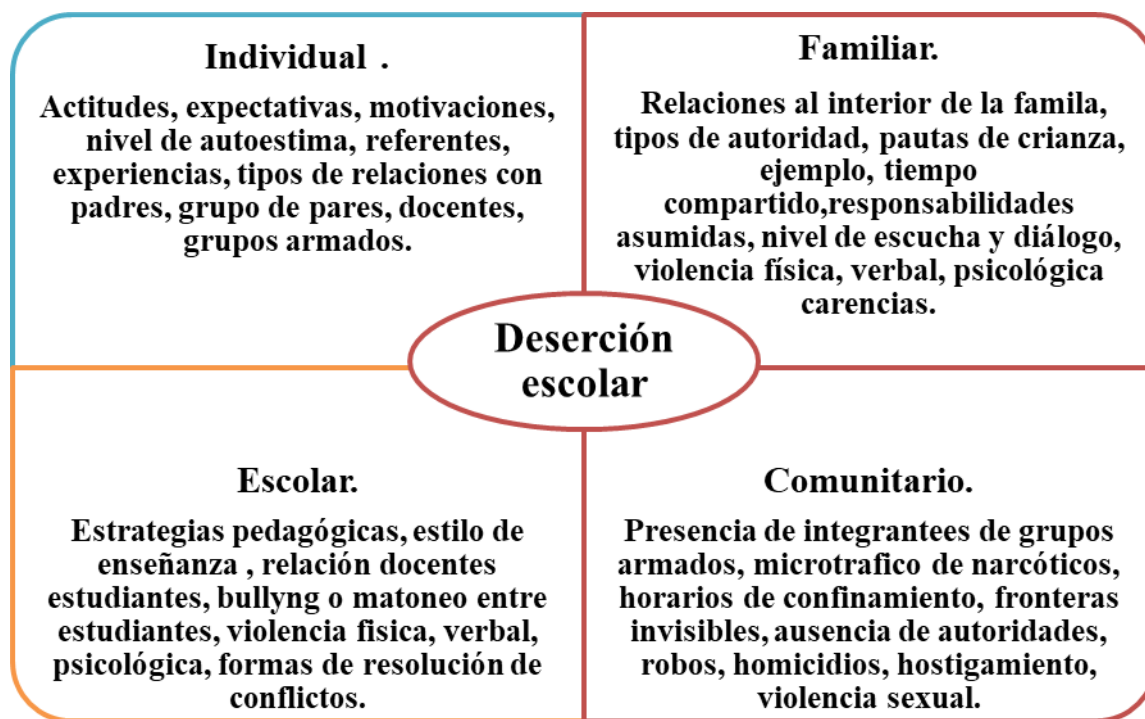 Individual .
Actitudes, expectativas, motivaciones,
nivel de autoestima, referentes,
experiencias, tipos de relaciones con
padres, grupo de pares, docentes,
grupos armados.
Familiar.
Relaciones al interior de la famila,
tipos de autoridad, pautas de crianza,
ejemplo, tiempo
compartido,responsabilidades
asumidas, nivel de escucha y diálogo,
violencia física, verbal, psicológica
carencias.
Deserción
escolar
Escolar.
Estrategias pedagógicas, estilo de
enseñanza , relación docentes
estudiantes, bullyng o matoneo entre
estudiantes, violencia fisica, verbal,
psicológica, formas de resolución de
conflictos.
Comunitario.
Presencia de integrantees de grupos
armados, microtrafico de narcóticos,
horarios de confinamiento, fronteras
invisibles, ausencia de autoridades,
robos, homicidios, hostigamiento,
violencia sexual.